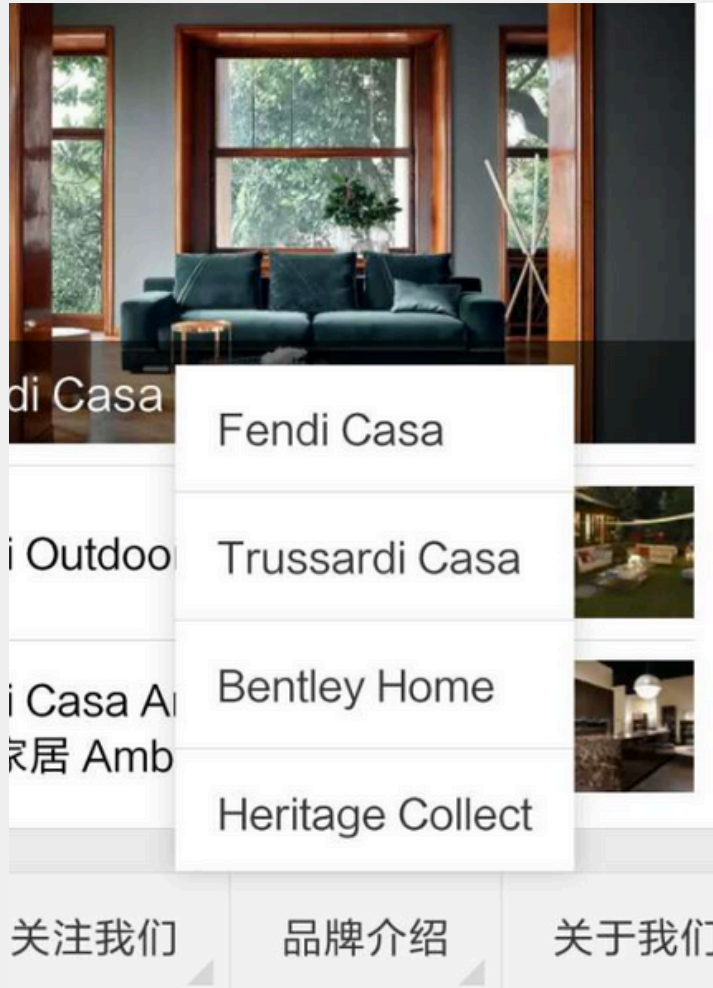 di Casa
Fendi Casa
i Outdoo
Trussardi Casa
i Casa A
家居 Amb
Bentley Home
Heritage Collect
关注我们
品牌介绍
关于我们